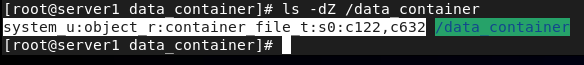 [root@server1 data_container]# ls -dZ /data_container
system_u:object_r:container_file_t:s0:c122,c632 /data_container
[root@server1 data_container]#